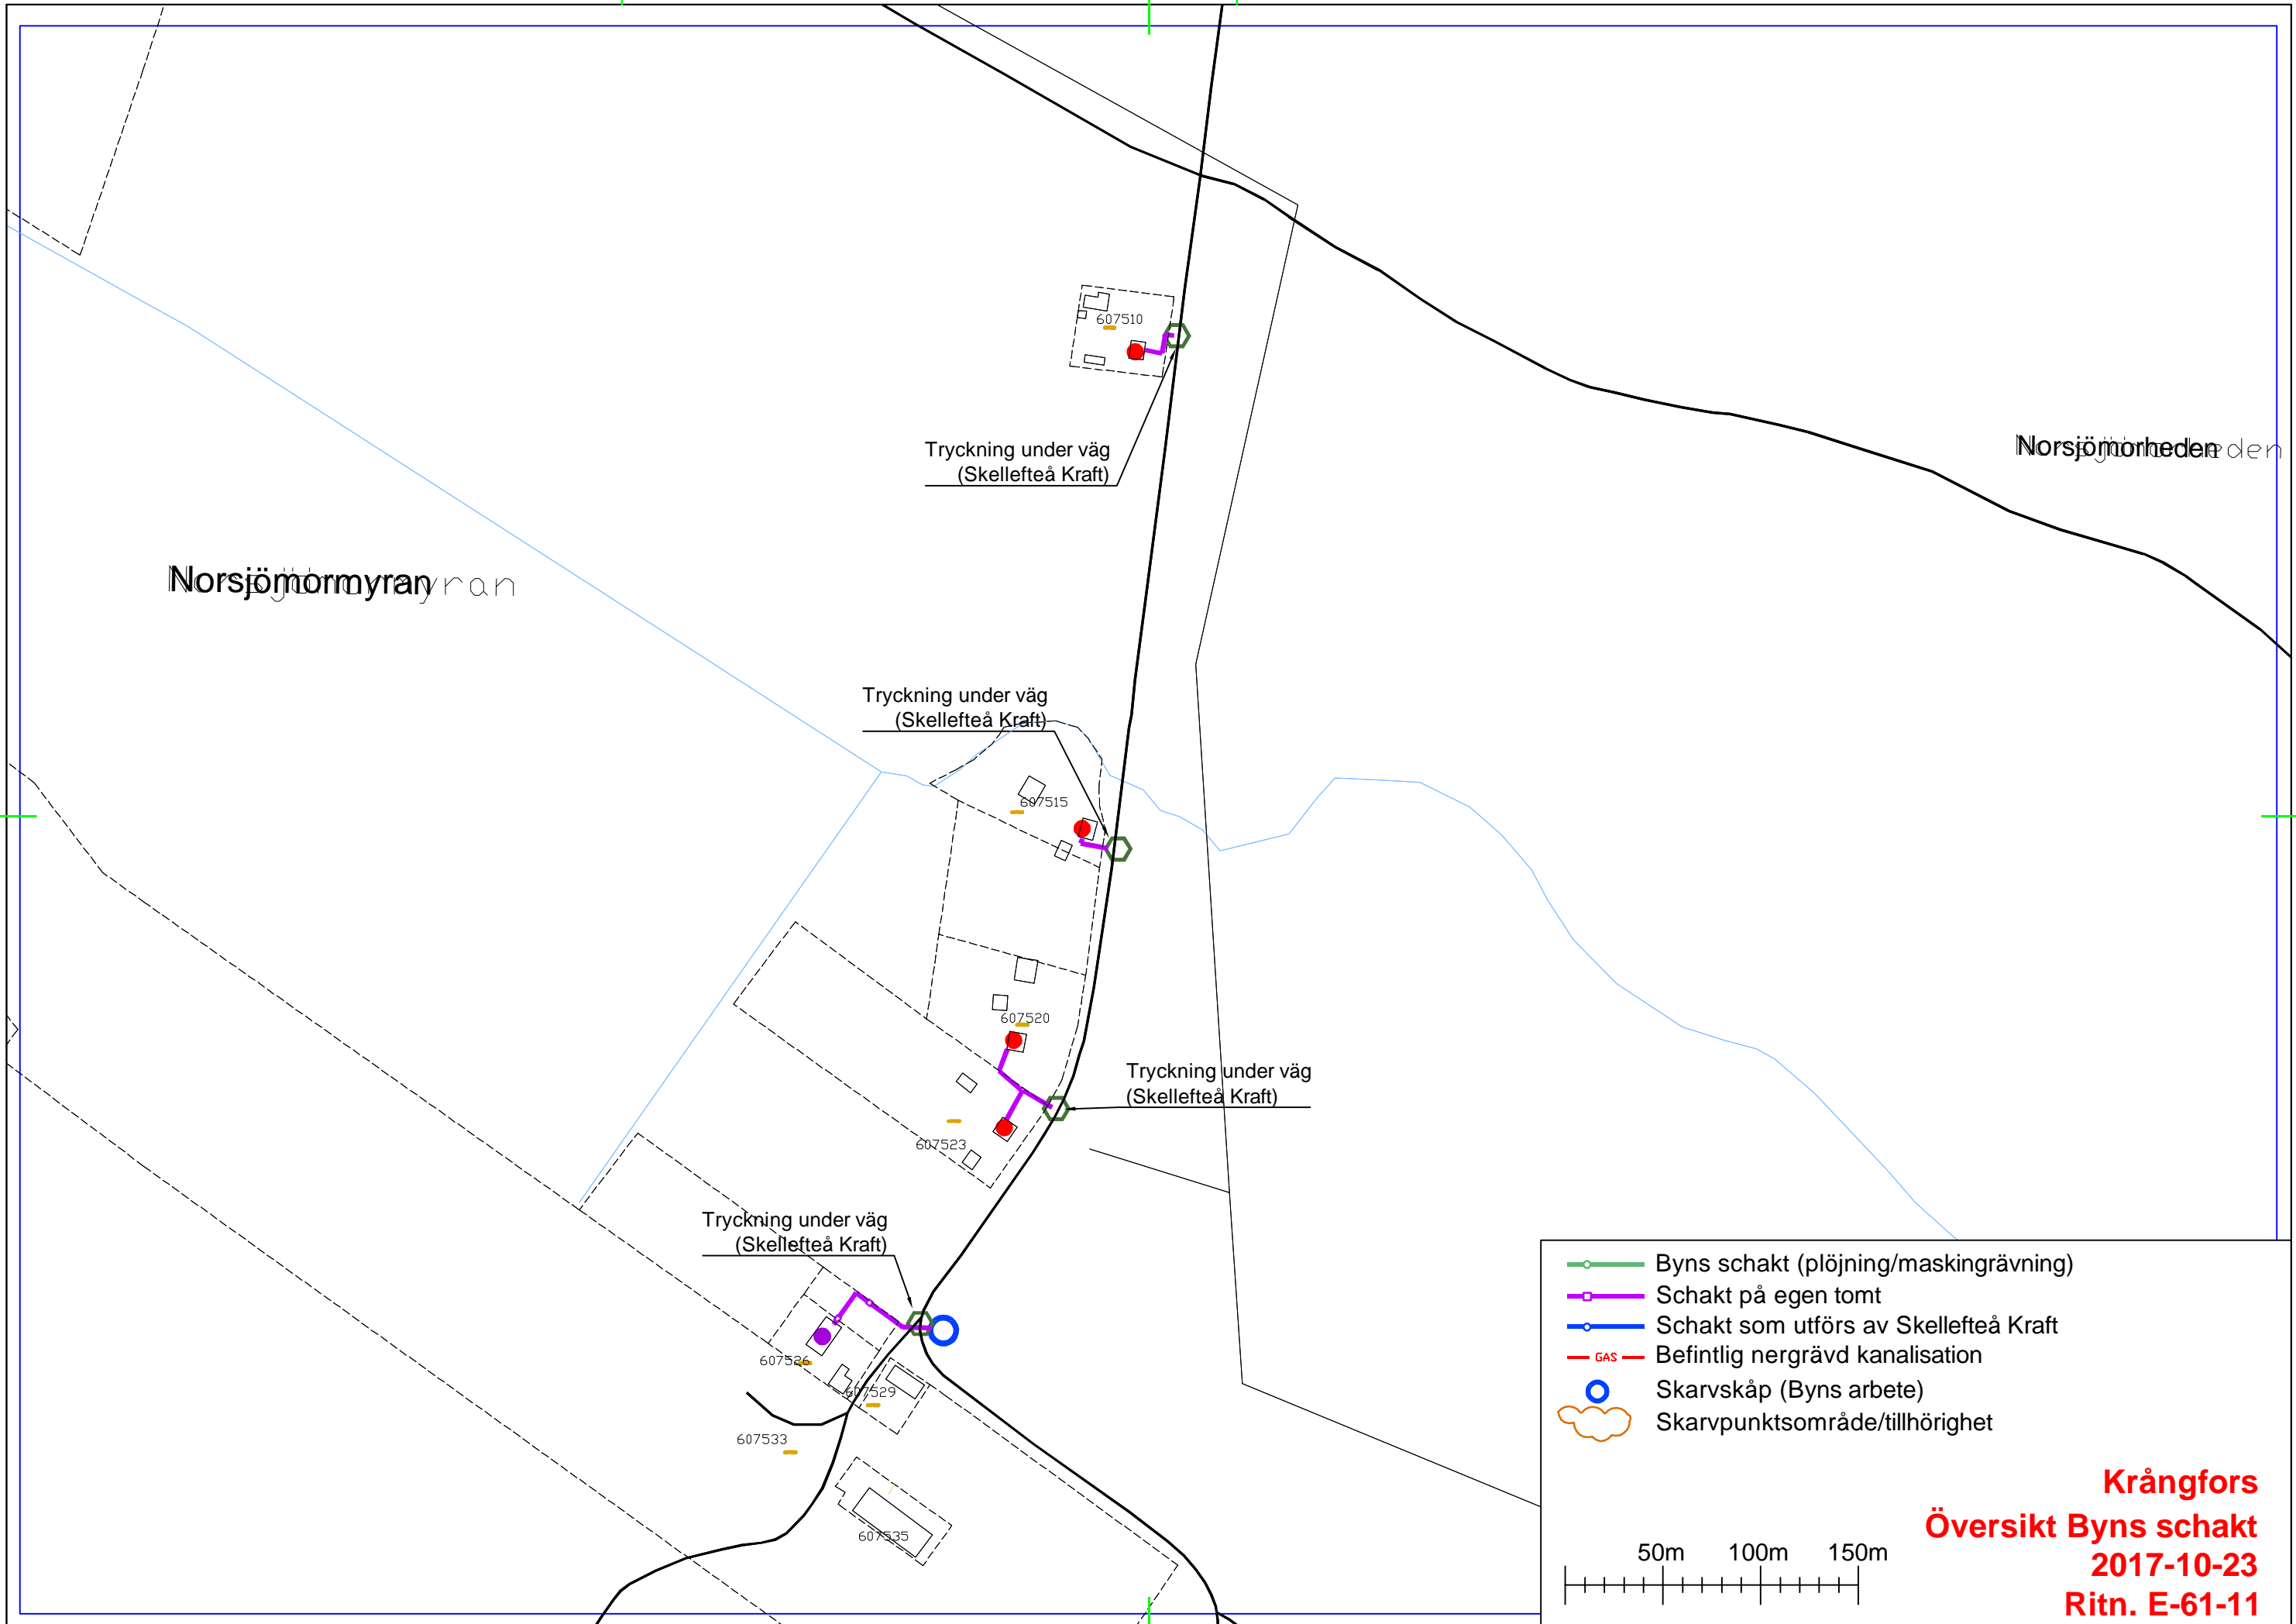 607510
Tryckning under väg
(Skellefteå Kraft)
Norsjömorheden
Norsjömormyran
Tryckning under väg
(Skellefteå Kraft)
607515
607520
Tryckning under väg
(Skellefteå Kraft)
607523
Tryckning under väg
(Skellefteå Kraft)
607526
607529
607533
607535
Byns schakt (plöjning/maskingrävning)
Schakt på egen tomt
Schakt som utförs av Skellefteå Kraft
GAS Befintlig nergrävd kanalisation
Skarvskåp (Byns arbete)
Skarvpunktsområde/tillhörighet
Krångfors
Översikt Byns schakt
2017-10-23
Ritn. E-61-11
50m 100m 150m